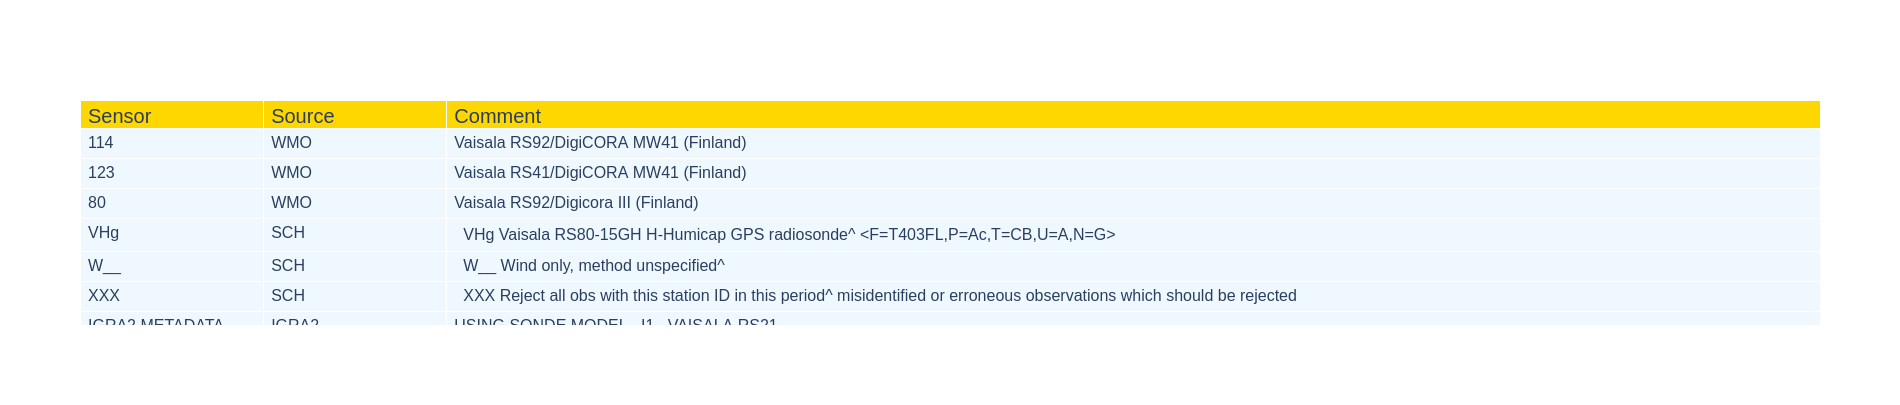 Sensor Source Comment
114 WMO Vaisala RS92/DigiCORA MW41 (Finland)
123 WMO Vaisala RS41/DigiCORA MW41 (Finland)
80 WMO Vaisala RS92/Digicora III (Finland)
VHg SCH VHg Vaisala RS80-15GH H-Humicap GPS radiosonde^ <F=T403FL,P=Ac,T=CB,U=A,N=G>
W__ SCH W__ Wind only, method unspecified^
XXX SCH XXX Reject all obs with this station ID in this period^ misidentified or erroneous observations which should be rejected
IGRA2 METADATA IGRA2 USING SONDE MODEL